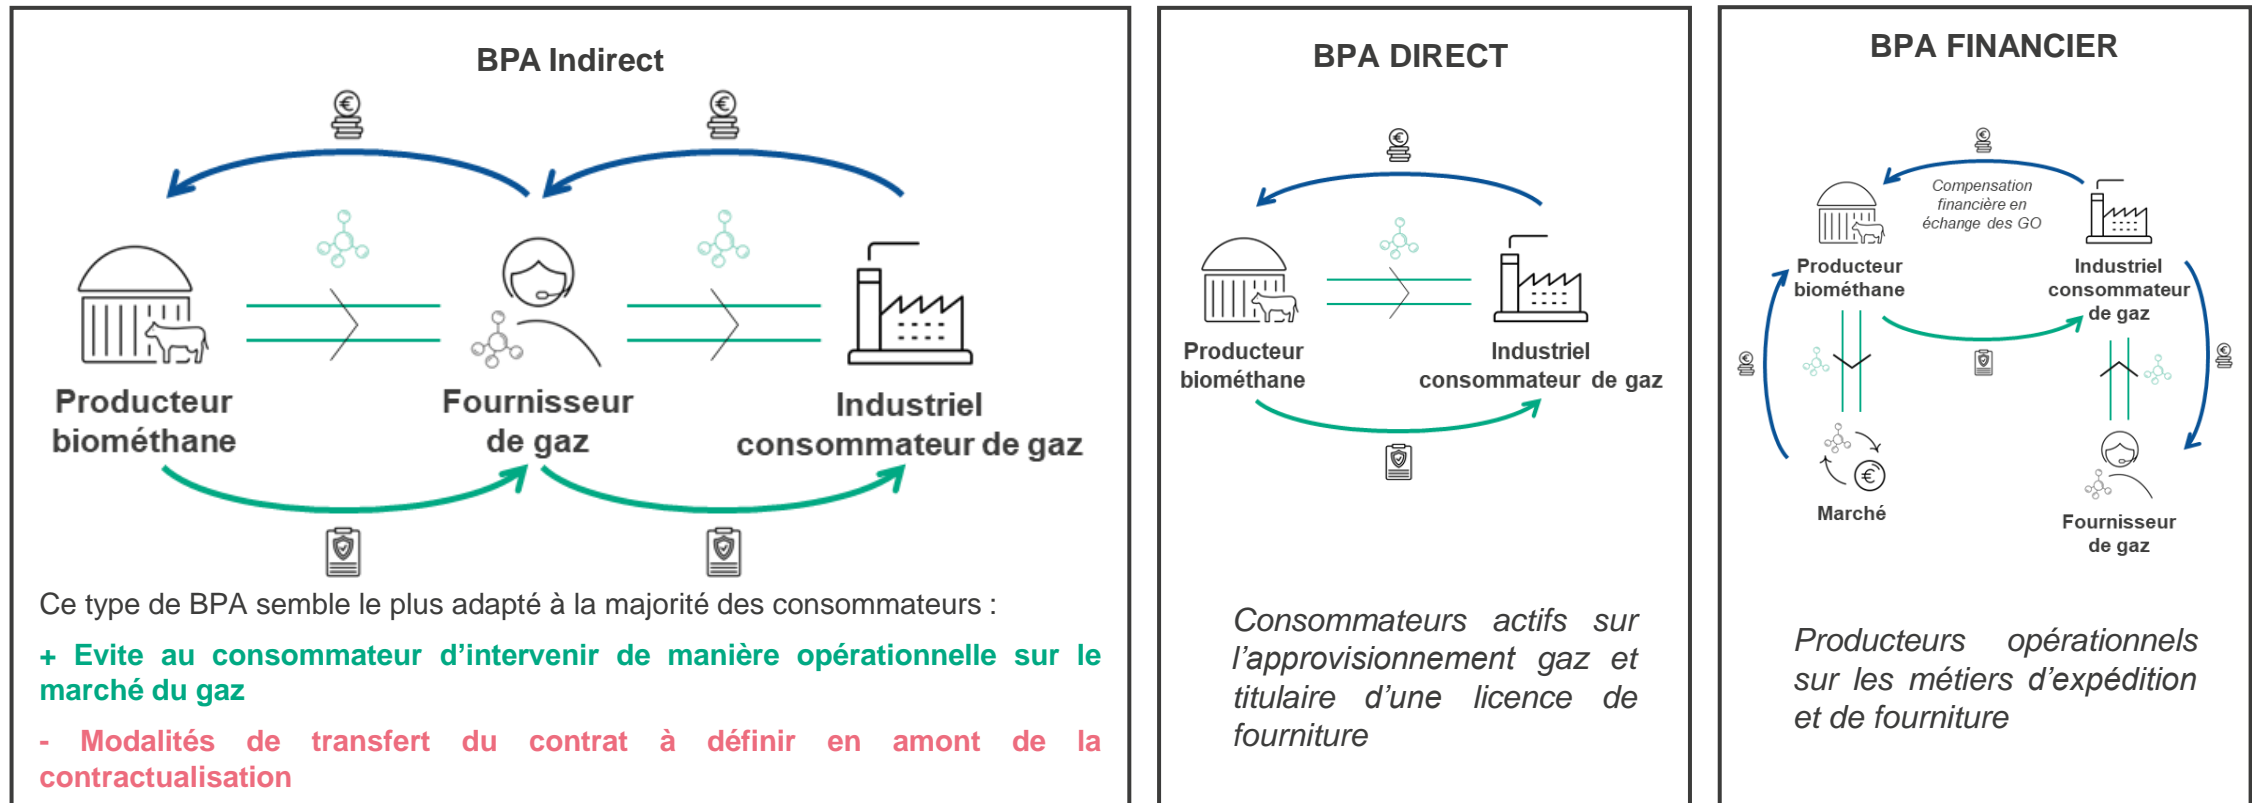 BPA Indirect
Producteur
biométhane
Fournisseur
de gaz
Industriel
consommateur de gaz
Ce type de BPA semble le plus adapté à la majorité des consommateurs :
+ Evite au consommateur d’intervenir de manière opérationnelle sur le
marché du gaz
- Modalités de transfert du contrat à définir en amont de la
contractualisation
BPA DIRECT
Producteur
biométhane
Industriel
consommateur de gaz
Consommateurs actifs sur
l’approvisionnement gaz et
titulaire d’une licence de
fourniture
BPA FINANCIER
Compensation
financière en
échange des GO
Producteur
biométhane
Industriel
consommateur
de gaz
Marché
Fournisseur
de gaz
Producteurs opérationnels
sur les métiers d’expédition
et de fourniture